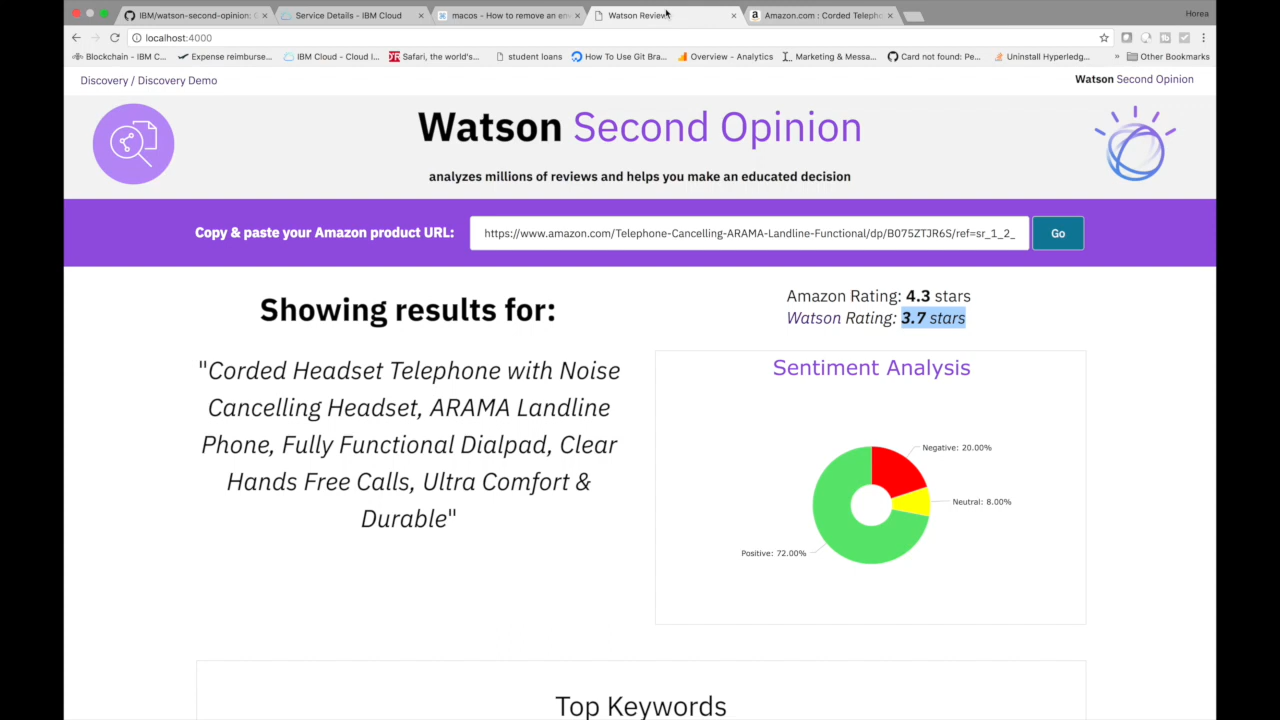 IBM/watson-second-opinion:
Service Details - IBM Cloud
macos - How to remove an en
Watson Review
Amazon.com : Corded Telepho
Horea
localhost:4000
Blockchain - IBM C...
Expense reimburse...
IBM Cloud - Cloud I...
Safari, the world's...
student loans
How To Use Git Bra...
Overview - Analytics
Marketing & Messa...
Card not found: Pe...
Uninstall Hyperledg...
»
Other Bookmarks
Discovery / Discovery Demo
Watson Second Opinion
Watson Second Opinion
analyzes millions of reviews and helps you make an educated decision
Copy & paste your Amazon product URL:
https://www.amazon.com/Telephone-Cancelling-ARAMA-Landline-Functional/dp/B075ZTJR6S/ref=sr_1_2_
Go
Showing results for:
"Corded Headset Telephone with Noise
Cancelling Headset, ARAMA Landline
Phone, Fully Functional Dialpad, Clear
Hands Free Calls, Ultra Comfort &
Durable"
Amazon Rating: 4.3 stars
Watson Rating: 3.7 stars
Sentiment Analysis
Negative: 20.00%
Neutral: 8.00%
Positive: 72.00%
Top Keywords